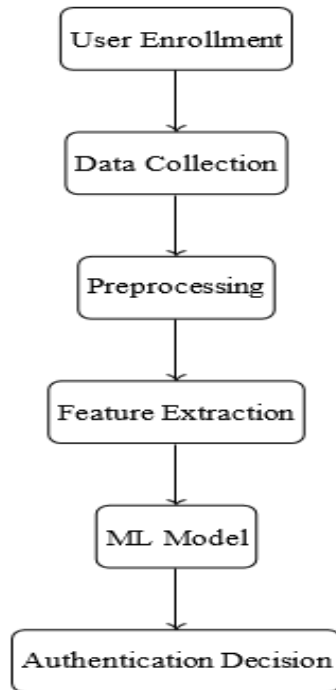 User Enrollment
Data Collection
Preprocessing
Feature Extraction
ML Model
Authentication Decision